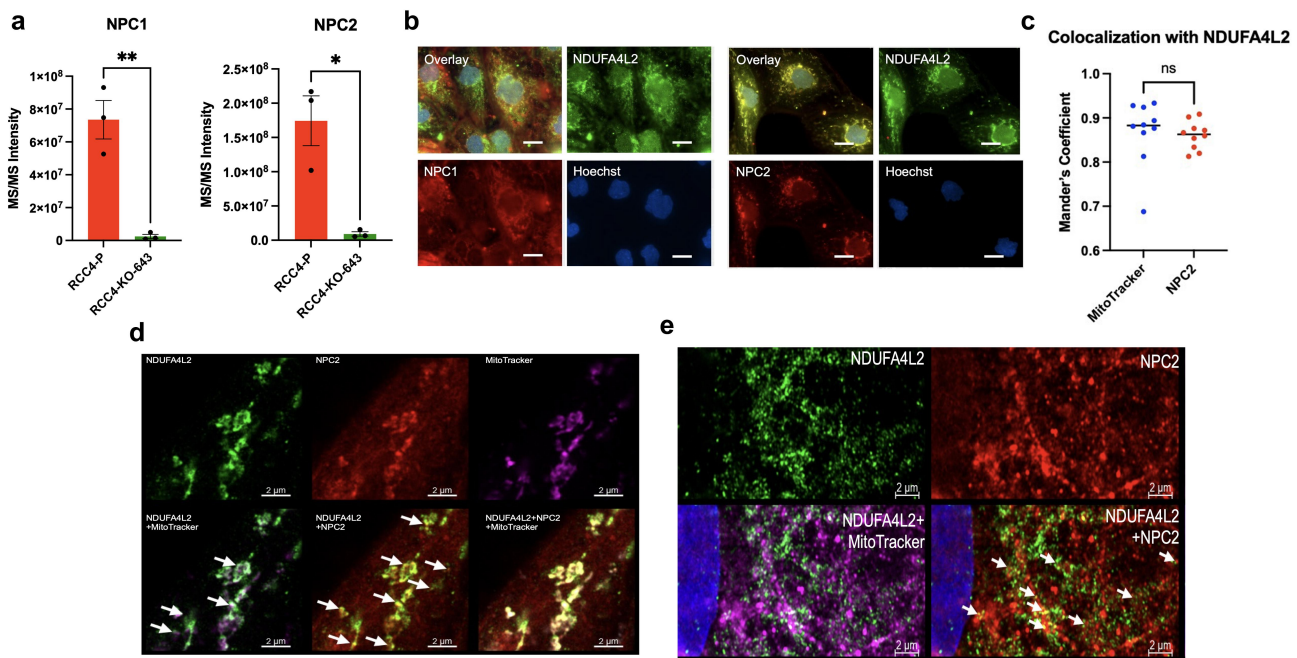 a
NPC1
**
MS/MS Intensity
1×10⁸
8×10⁷
6×10⁷
4×10⁷
2×10⁷
0
RCC4-P
RCC4-KO-643
NPC2
*
MS/MS Intensity
2.5×10⁸
2.0×10⁸
1.5×10⁸
1.0×10⁸
5.0×10⁷
0.0
RCC4-P
RCC4-KO-643
b
Overlay
NDUFA4L2
NPC1
Hoechst
Overlay
NDUFA4L2
NPC2
Hoechst
c
Colocalization with NDUFA4L2
ns
Mander's Coefficient
1.0
0.9
0.8
0.7
0.6
MitoTracker
NPC2
d
NDUFA4L2
2 µm
NPC2
2 µm
MitoTracker
2 µm
NDUFA4L2
+MitoTracker
2 µm
NDUFA4L2
+NPC2
2 µm
NDUFA4L2+NPC2
+MitoTracker
2 µm
e
NDUFA4L2
2 µm
NPC2
2 µm
NDUFA4L2+
MitoTracker
2 µm
NDUFA4L2
+NPC2
2 µm